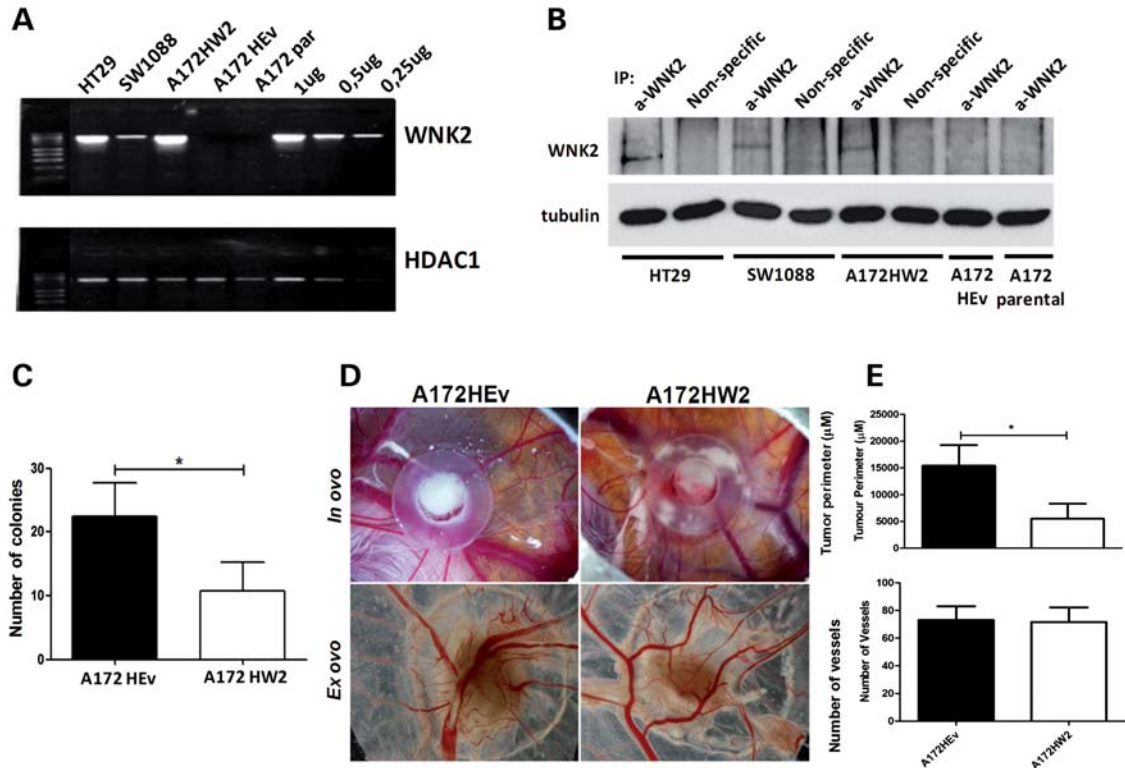 A
HT29
SW1088
A172HW2
A172 HEv
A172 par
1ug
0,5ug
0,25ug
WNK2
HDAC1
B
IP:
a-WNK2
Non-specific
a-WNK2
Non-specific
a-WNK2
Non-specific
a-WNK2
a-WNK2
WNK2
tubulin
HT29
SW1088
A172HW2
A172 HEv
A172 parental
C
Number of colonies
30
20
10
0
*
A172 HEv
A172 HW2
D
A172HEv
A172HW2
In ovo
Ex ovo
E
Tumor perimeter (µM)
Tumour Perimeter (µM)
25000
20000
15000
10000
5000
0
*
Number of vessels
Number of Vessels
100
80
60
40
20
0
A172HEv
A172HW2